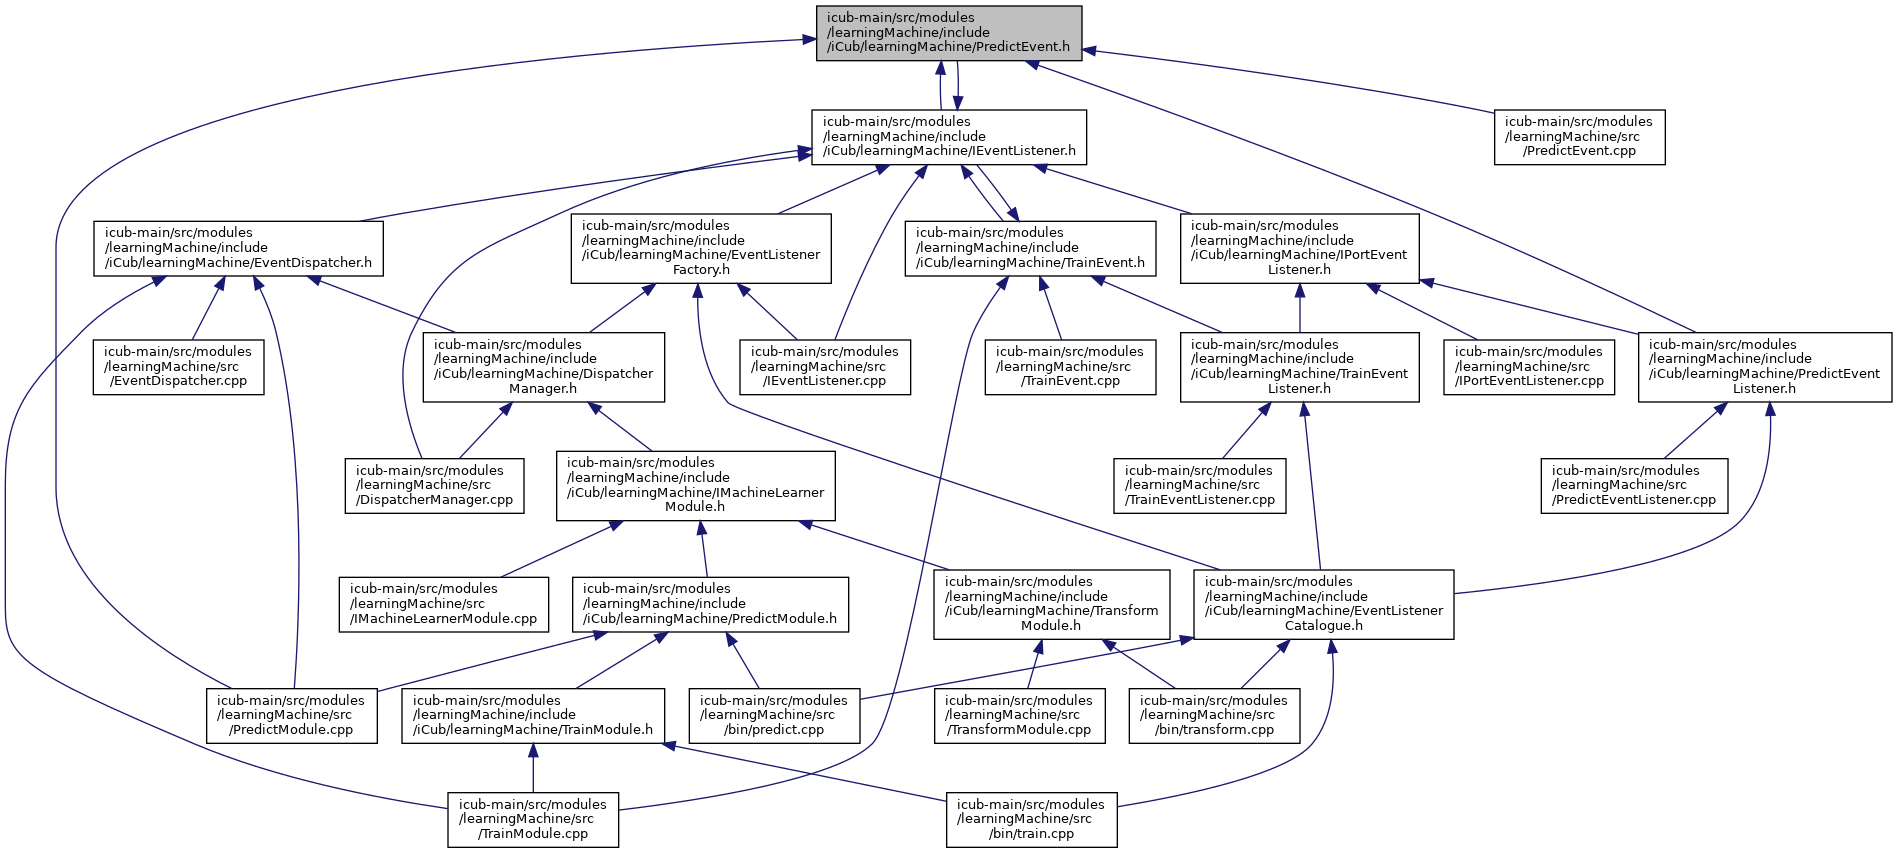 icub-main/src/modules
/learningMachine/include
/iCub/learningMachine/PredictEvent.h
icub-main/src/modules
/learningMachine/include
/iCub/learningMachine/IEventListener.h
icub-main/src/modules
/learningMachine/src
/PredictEvent.cpp
icub-main/src/modules
/learningMachine/include
/iCub/learningMachine/EventDispatcher.h
icub-main/src/modules
/learningMachine/include
/iCub/learningMachine/EventListener
Factory.h
icub-main/src/modules
/learningMachine/include
/iCub/learningMachine/TrainEvent.h
icub-main/src/modules
/learningMachine/include
/iCub/learningMachine/IPortEvent
Listener.h
icub-main/src/modules
/learningMachine/src
/EventDispatcher.cpp
icub-main/src/modules
/learningMachine/include
/iCub/learningMachine/Dispatcher
Manager.h
icub-main/src/modules
/learningMachine/src
/IEventListener.cpp
icub-main/src/modules
/learningMachine/src
/TrainEvent.cpp
icub-main/src/modules
/learningMachine/include
/iCub/learningMachine/TrainEvent
Listener.h
icub-main/src/modules
/learningMachine/src
/IPortEventListener.cpp
icub-main/src/modules
/learningMachine/include
/iCub/learningMachine/PredictEvent
Listener.h
icub-main/src/modules
/learningMachine/src
/DispatcherManager.cpp
icub-main/src/modules
/learningMachine/include
/iCub/learningMachine/IMachineLearner
Module.h
icub-main/src/modules
/learningMachine/src
/TrainEventListener.cpp
icub-main/src/modules
/learningMachine/src
/PredictEventListener.cpp
icub-main/src/modules
/learningMachine/src
/IMachineLearnerModule.cpp
icub-main/src/modules
/learningMachine/include
/iCub/learningMachine/PredictModule.h
icub-main/src/modules
/learningMachine/include
/iCub/learningMachine/Transform
Module.h
icub-main/src/modules
/learningMachine/include
/iCub/learningMachine/EventListener
Catalogue.h
icub-main/src/modules
/learningMachine/src
/PredictModule.cpp
icub-main/src/modules
/learningMachine/include
/iCub/learningMachine/TrainModule.h
icub-main/src/modules
/learningMachine/src
/bin/predict.cpp
icub-main/src/modules
/learningMachine/src
/TransformModule.cpp
icub-main/src/modules
/learningMachine/src
/bin/transform.cpp
icub-main/src/modules
/learningMachine/src
/TrainModule.cpp
icub-main/src/modules
/learningMachine/src
/bin/train.cpp